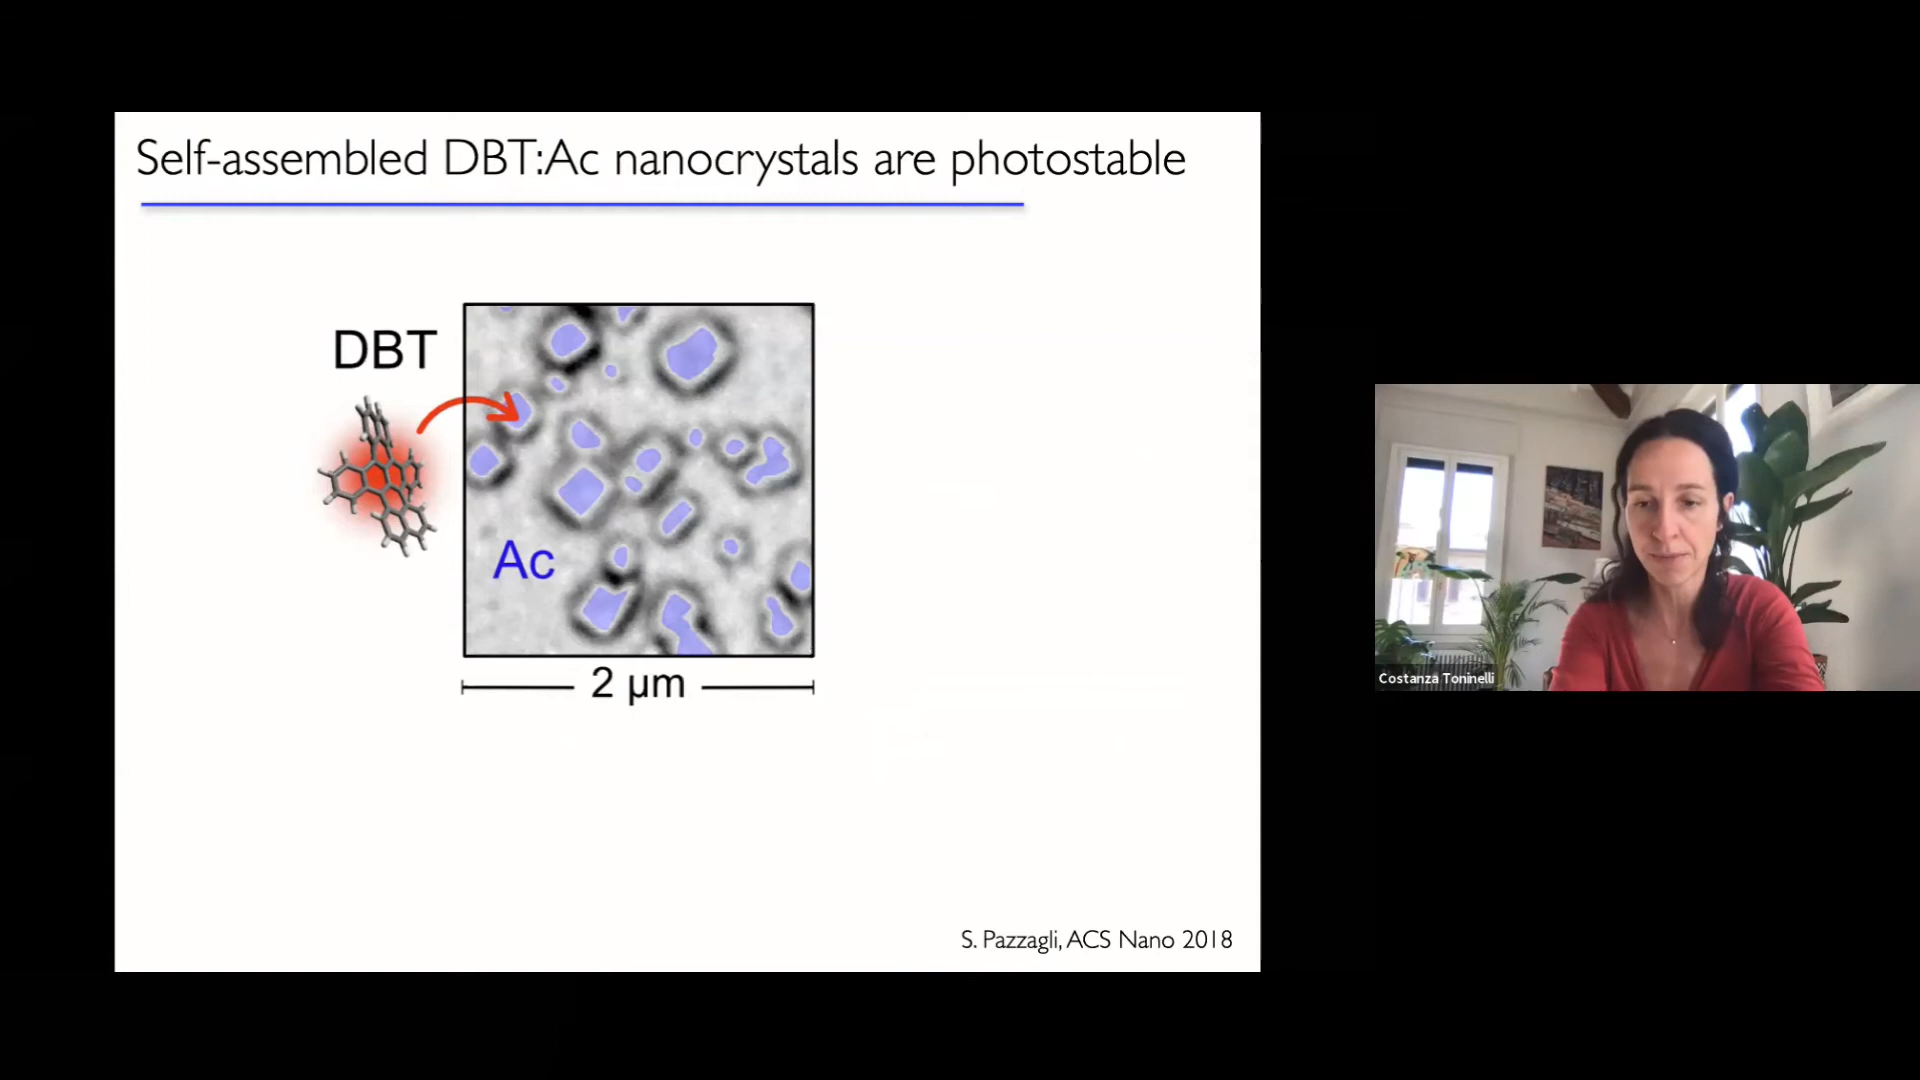 Self-assembled DBT:Ac nanocrystals are photostable
DBT
Ac
2 μm
S. Pazzagli, ACS Nano 2018
Costanza Toninelli